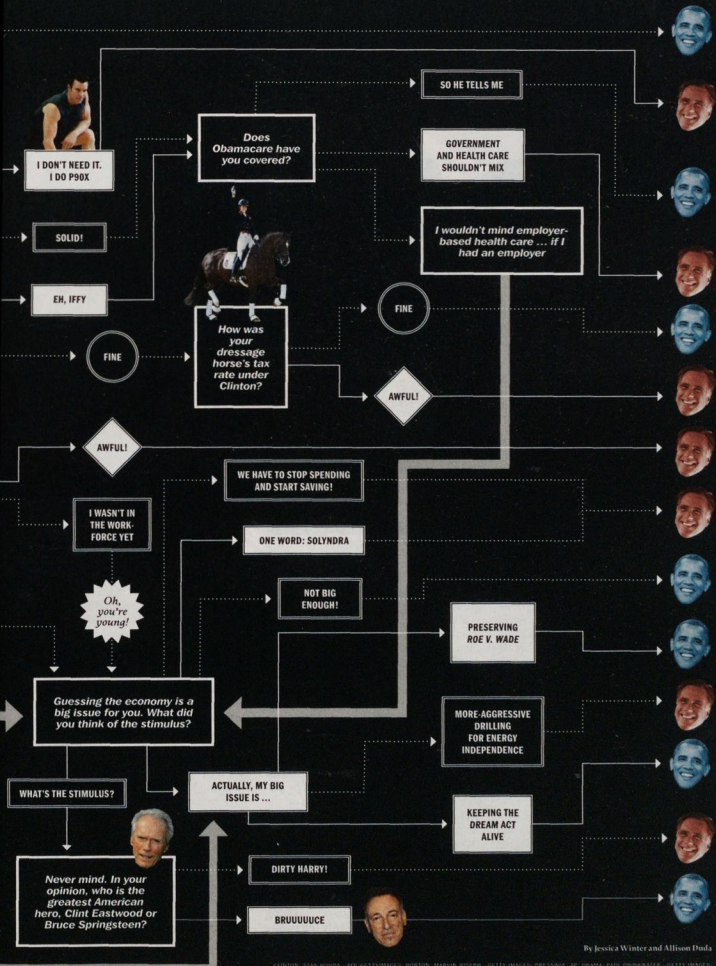 SO HE TELLS ME
Does
Obamacare have
you covered?
GOVERNMENT
AND HEALTH CARE
SHOULDN'T MIX
I DON'T NEED IT.
I DO P90X
SOLID!
I wouldn't mind employer-
based health care ... if I
had an employer
EH, IFFY
FINE
How was
your
dressage
horse's tax
rate under
Clinton?
FINE
AWFUL!
AWFUL!
WE HAVE TO STOP SPENDING
AND START SAVING!
I WASN'T IN
THE WORK-
FORCE YET
ONE WORD: SOLYNDRA
Oh,
you're
young!
NOT BIG
ENOUGH!
PRESERVING
ROE V. WADE
Guessing the economy is a
big issue for you. What did
you think of the stimulus?
MORE-AGGRESSIVE
DRILLING
FOR ENERGY
INDEPENDENCE
WHAT'S THE STIMULUS?
ACTUALLY, MY BIG
ISSUE IS ...
KEEPING THE
DREAM ACT
ALIVE
Never mind. In your
opinion, who is the
greatest American
hero, Clint Eastwood or
Bruce Springsteen?
DIRTY HARRY!
BRUUUUUCE
By Jessica Winter and Allison Duda